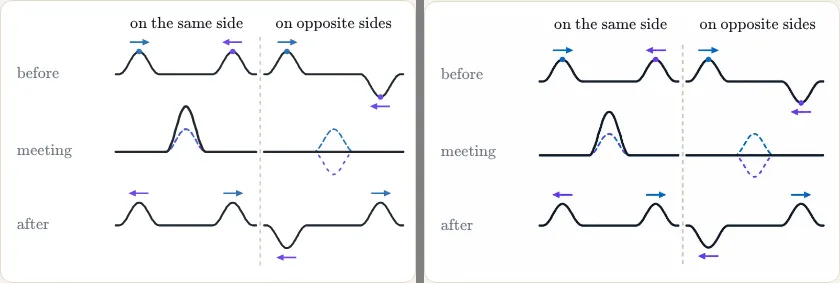 on the same side on opposite sides
before
meeting
after
on the same side on opposite sides
before
meeting
after